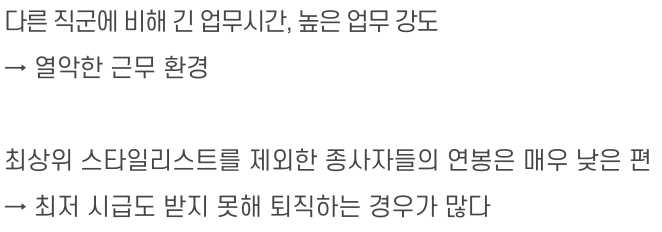 다른 직군에 비해 긴 업무시간, 높은 업무 강도
→ 열악한 근무 환경
최상위 스타일리스트를 제외한 종사자들의 연봉은 매우 낮은 편
→ 최저 시급도 받지 못해 퇴직하는 경우가 많다